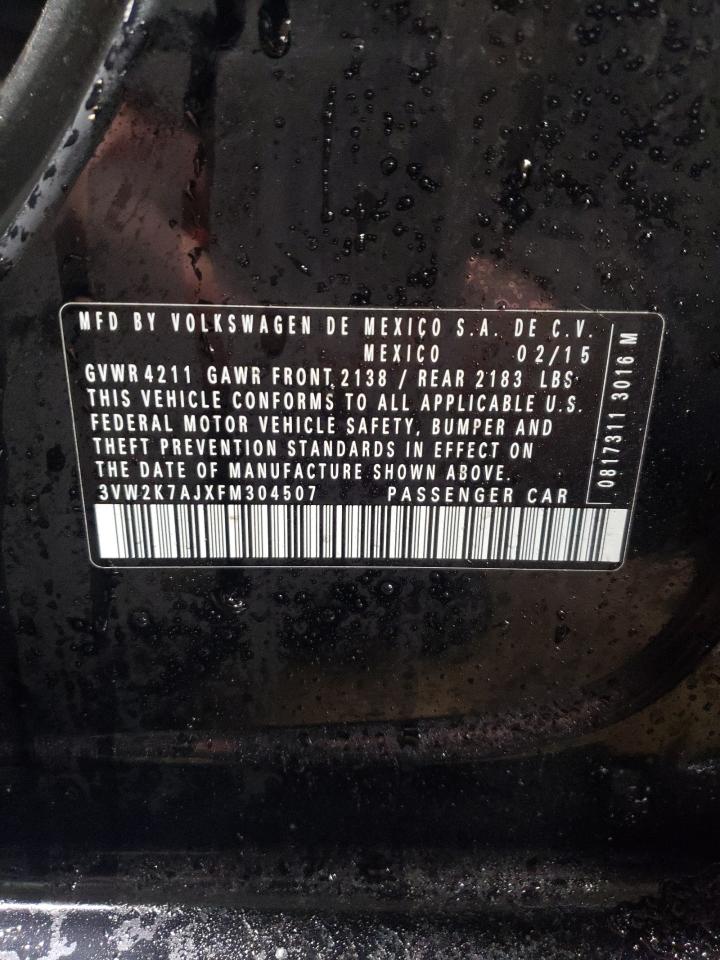 MFD BY VOLKSWAGEN DE MEXICO S.A. DE C.V.
MEXICO 02/15
GVWR 4211 GAWR FRONT 2138 / REAR 2183 LBS
THIS VEHICLE CONFORMS TO ALL APPLICABLE U.S.
FEDERAL MOTOR VEHICLE SAFETY, BUMPER AND
THEFT PREVENTION STANDARDS IN EFFECT ON
THE DATE OF MANUFACTURE SHOWN ABOVE.
3VW2K7AJXFM304507 PASSENGER CAR
0817311 3016 M